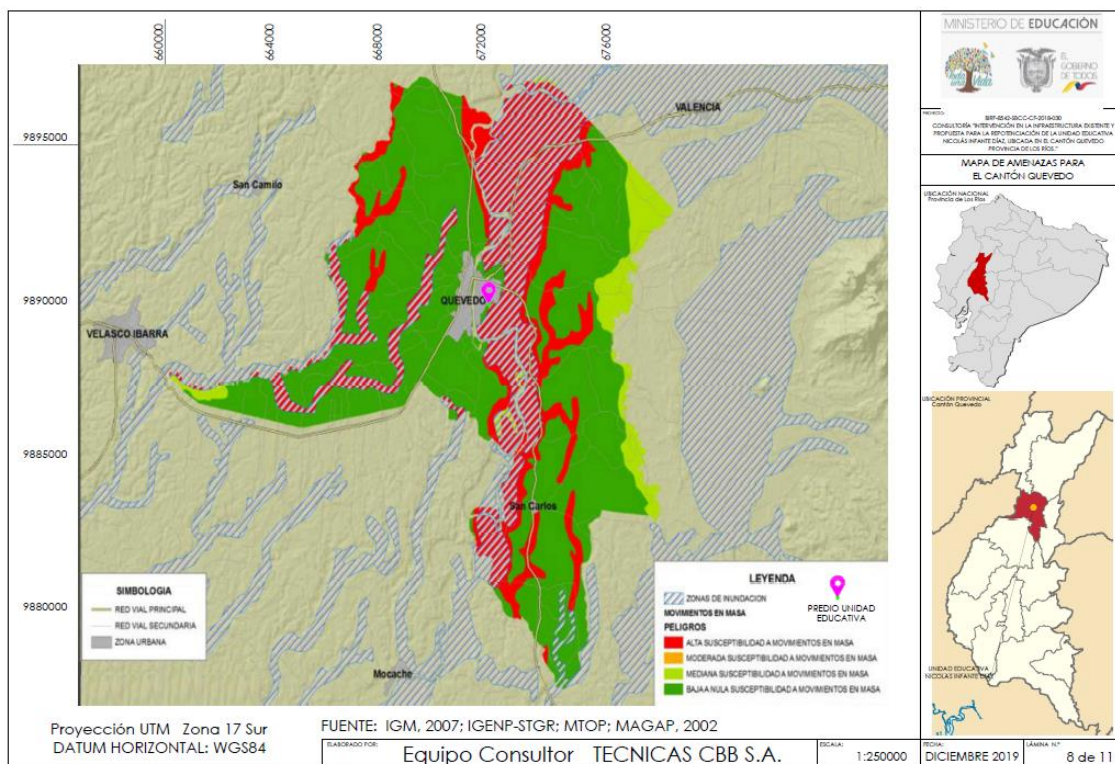 660000
664000
668000
672000
676000
9895000
9890000
9885000
9880000
VALENCIA
San Camilo
QUEVEDO
VELASCO IBARRA
San Carlos
Mocache
SIMBOLOGIA
RED VIAL PRINCIPAL
RED VIAL SECUNDARIA
ZONA URBANA
LEYENDA
ZONAS DE INUNDACION
MOVIMIENTOS EN MASA
PELIGROS
ALTA SUSCEPTIBILIDAD A MOVIMIENTOS EN MASA
MODERADA SUSCEPTIBILIDAD A MOVIMIENTOS EN MASA
MEDIANA SUSCEPTIBILIDAD A MOVIMIENTOS EN MASA
BAJA A NULA SUSCEPTIBILIDAD A MOVIMIENTOS EN MASA
PREDIO UNIDAD
EDUCATIVA
MINISTERIO DE EDUCACIÓN
Toda una Vida
EL
GOBIERNO
DE TODOS
PROYECTO:
CONSULTORÍA "INTERVENCIÓN EN LA INFRAESTRUCTURA EXISTENTE Y
PROPUESTA PARA LA REPOTENCIACIÓN DE LA UNIDAD EDUCATIVA
NICOLÁS INFANTE DÍAZ, UBICADA EN EL CANTÓN QUEVEDO
PROVINCIA DE LOS RÍOS."
MAPA DE AMENAZAS PARA
EL CANTÓN QUEVEDO
UBICACIÓN NACIONAL
Provincia de Los Ríos
UBICACIÓN PROVINCIAL
Cantón Quevedo
UNIDAD EDUCATIVA
NICOLAS INFANTE DIAZ
Proyección UTM Zona 17 Sur
DATUM HORIZONTAL: WGS84
FUENTE: IGM, 2007; IGENP-STGR; MTOP; MAGAP, 2002
ELABORADO POR:
Equipo Consultor TECNICAS CBB S.A.
ESCALA:
1:250000
FECHA:
DICIEMBRE 2019
LÁMINA N.º
8 de 11